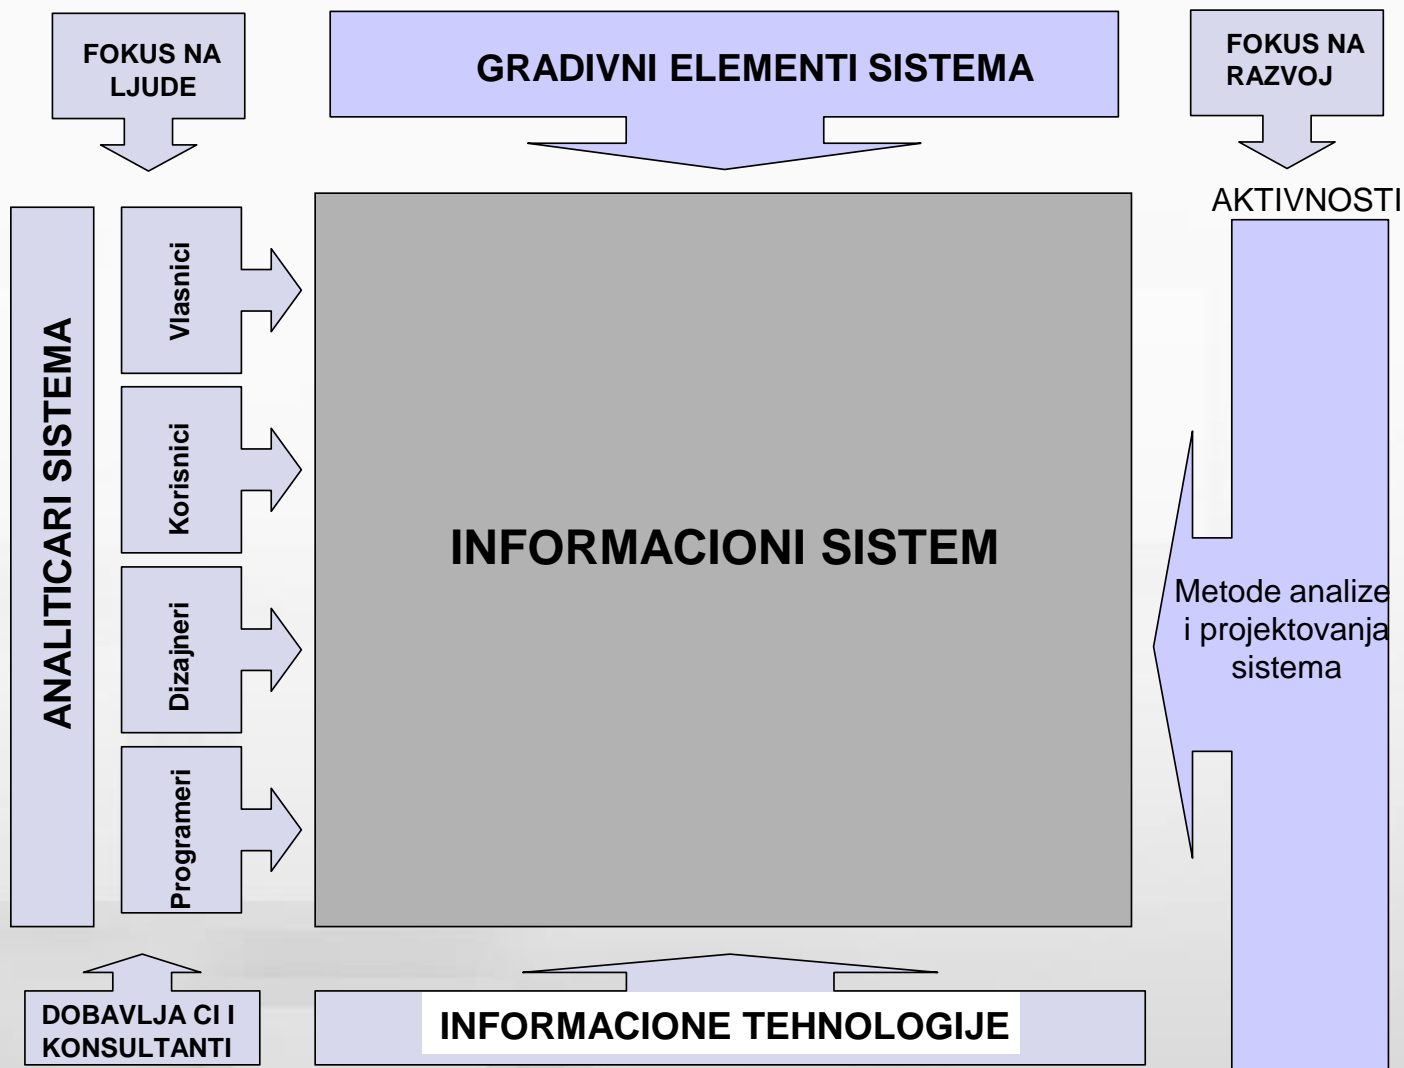 FOKUS NA
LJUDE
GRADIVNI ELEMENTI SISTEMA
FOKUS NA
RAZVOJ
AKTIVNOSTI
ANALITICARI SISTEMA
Vlasnici
Korisnici
Dizajneri
Programeri
INFORMACIONI SISTEM
Metode analize
i projektovanja
sistema
DOBAVLJA CI I
KONSULTANTI
INFORMACIONE TEHNOLOGIJE